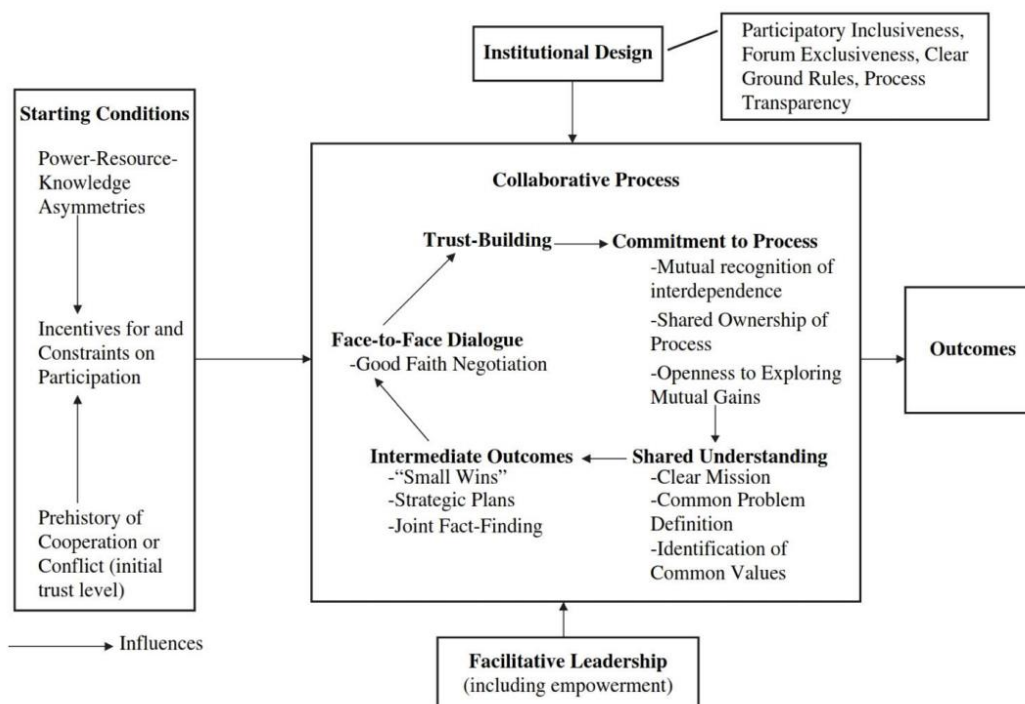 Institutional Design
Participatory Inclusiveness,
Forum Exclusiveness, Clear
Ground Rules, Process
Transparency
Starting Conditions
Power-Resource-
Knowledge
Asymmetries
Incentives for and
Constraints on
Participation
Prehistory of
Cooperation or
Conflict (initial
trust level)
Collaborative Process
Trust-Building
Commitment to Process
-Mutual recognition of
interdependence
-Shared Ownership of
Process
-Openness to Exploring
Mutual Gains
Face-to-Face Dialogue
-Good Faith Negotiation
Intermediate Outcomes
-“Small Wins”
-Strategic Plans
-Joint Fact-Finding
Shared Understanding
-Clear Mission
-Common Problem
Definition
-Identification of
Common Values
Outcomes
Influences
Facilitative Leadership
(including empowerment)